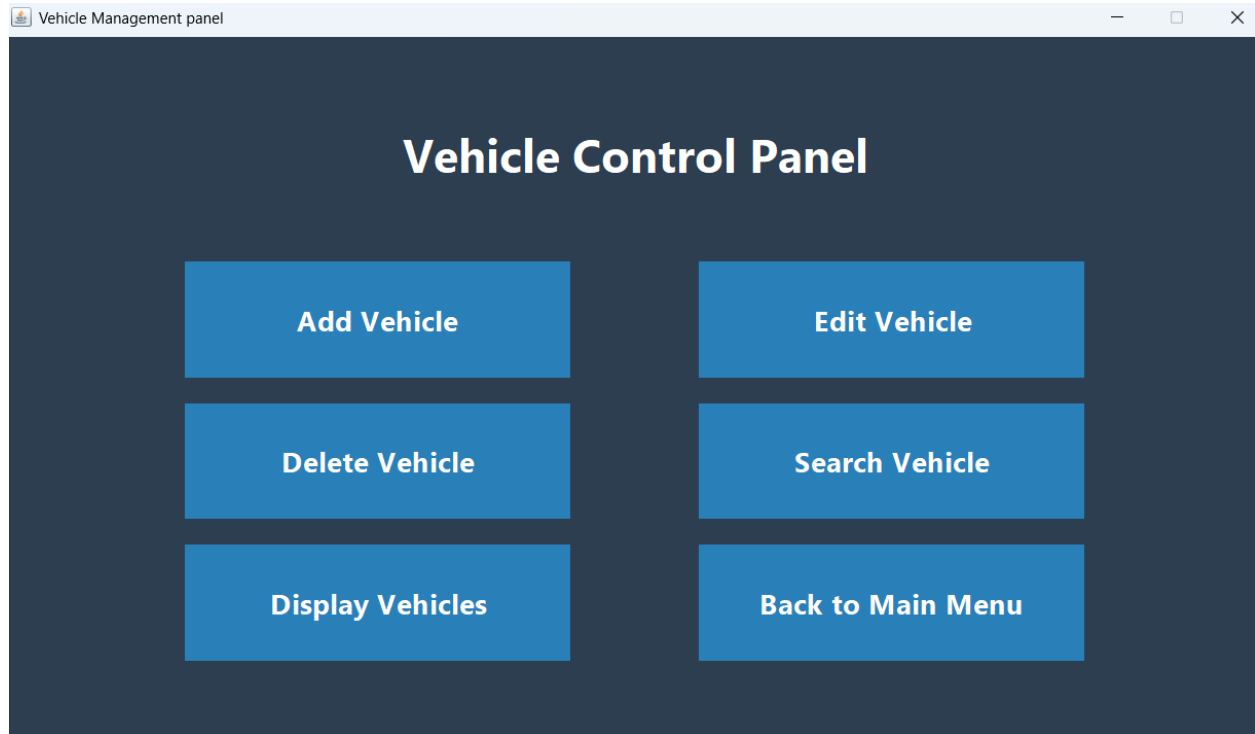 Vehicle Management panel
Vehicle Control Panel
Add Vehicle
Edit Vehicle
Delete Vehicle
Search Vehicle
Display Vehicles
Back to Main Menu